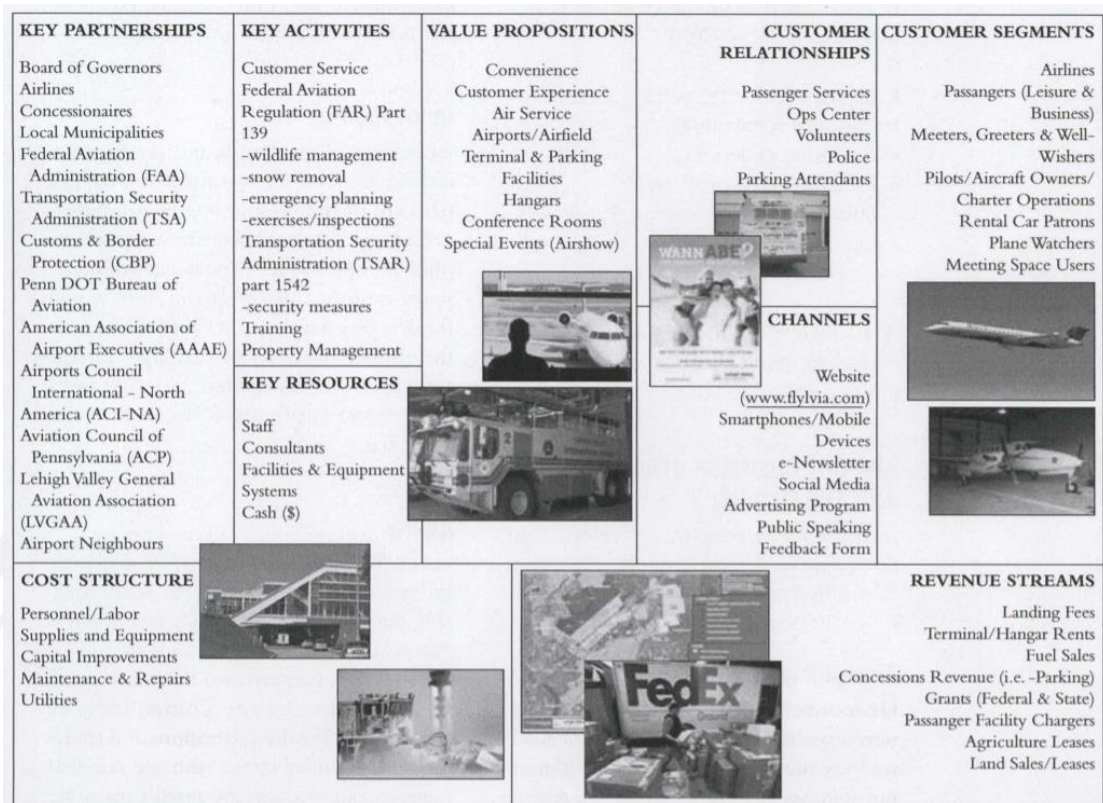 KEY PARTNERSHIPS
Board of Governors
Airlines
Concessionaires
Local Municipalities
Federal Aviation
Administration (FAA)
Transportation Security
Administration (TSA)
Customs & Border
Protection (CBP)
Penn DOT Bureau of
Aviation
American Association of
Airport Executives (AAAE)
Airports Council
International - North
America (ACI-NA)
Aviation Council of
Pennsylvania (ACP)
Lehigh Valley General
Aviation Association
(LVGAA)
Airport Neighbours
KEY ACTIVITIES
Customer Service
Federal Aviation
Regulation (FAR) Part
139
-wildlife management
-snow removal
-emergency planning
-exercises/inspections
Transportation Security
Administration (TSAR)
part 1542
-security measures
Training
Property Management
KEY RESOURCES
Staff
Consultants
Facilities & Equipment
Systems
Cash ($)
VALUE PROPOSITIONS
Convenience
Customer Experience
Air Service
Airports/Airfield
Terminal & Parking
Facilities
Hangars
Conference Rooms
Special Events (Airshow)
2
CUSTOMER
RELATIONSHIPS
Passenger Services
Ops Center
Volunteers
Police
Parking Attendants
WANNABE?
CHANNELS
Website
(www.flylvia.com)
Smartphones/Mobile
Devices
e-Newsletter
Social Media
Advertising Program
Public Speaking
Feedback Form
CUSTOMER SEGMENTS
Airlines
Passangers (Leisure &
Business)
Meeters, Greeters & Well-
Wishers
Pilots/Aircraft Owners/
Charter Operations
Rental Car Patrons
Plane Watchers
Meeting Space Users
COST STRUCTURE
Personnel/Labor
Supplies and Equipment
Capital Improvements
Maintenance & Repairs
Utilities
FedEx
REVENUE STREAMS
Landing Fees
Terminal/Hangar Rents
Fuel Sales
Concessions Revenue (i.e. -Parking)
Grants (Federal & State)
Passanger Facility Chargers
Agriculture Leases
Land Sales/Leases